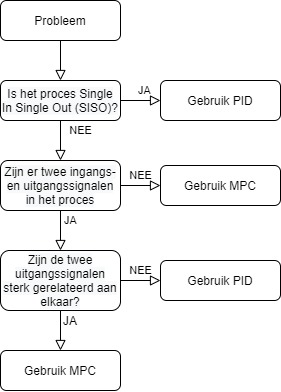 Probleem
Is het proces Single
In Single Out (SISO)?
JA
Gebruik PID
NEE
Zijn er twee ingangs-
en uitgangssignalen
in het proces
NEE
Gebruik MPC
JA
Zijn de twee
uitgangssignalen
sterk gerelateerd aan
elkaar?
NEE
Gebruik PID
JA
Gebruik MPC